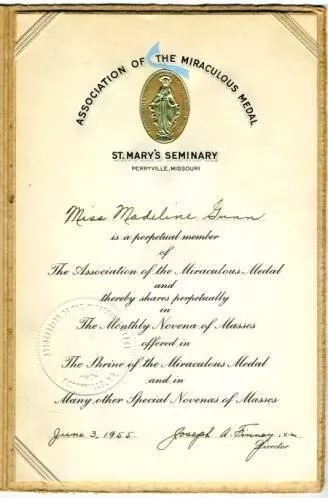 ASSOCIATION OF THE MIRACULOUS MEDAL
ST. MARY'S SEMINARY
PERRYVILLE, MISSOURI
Miss Madeline Gunn
is a perpetual member
of
The Association of the Miraculous Medal
and
thereby shares perpetually
in
The Monthly Novena of Masses
offered in
The Shrine of the Miraculous Medal
and in
Many other Special Novenas of Masses
June 3, 1955
Joseph A. Finney, c.m.
Director